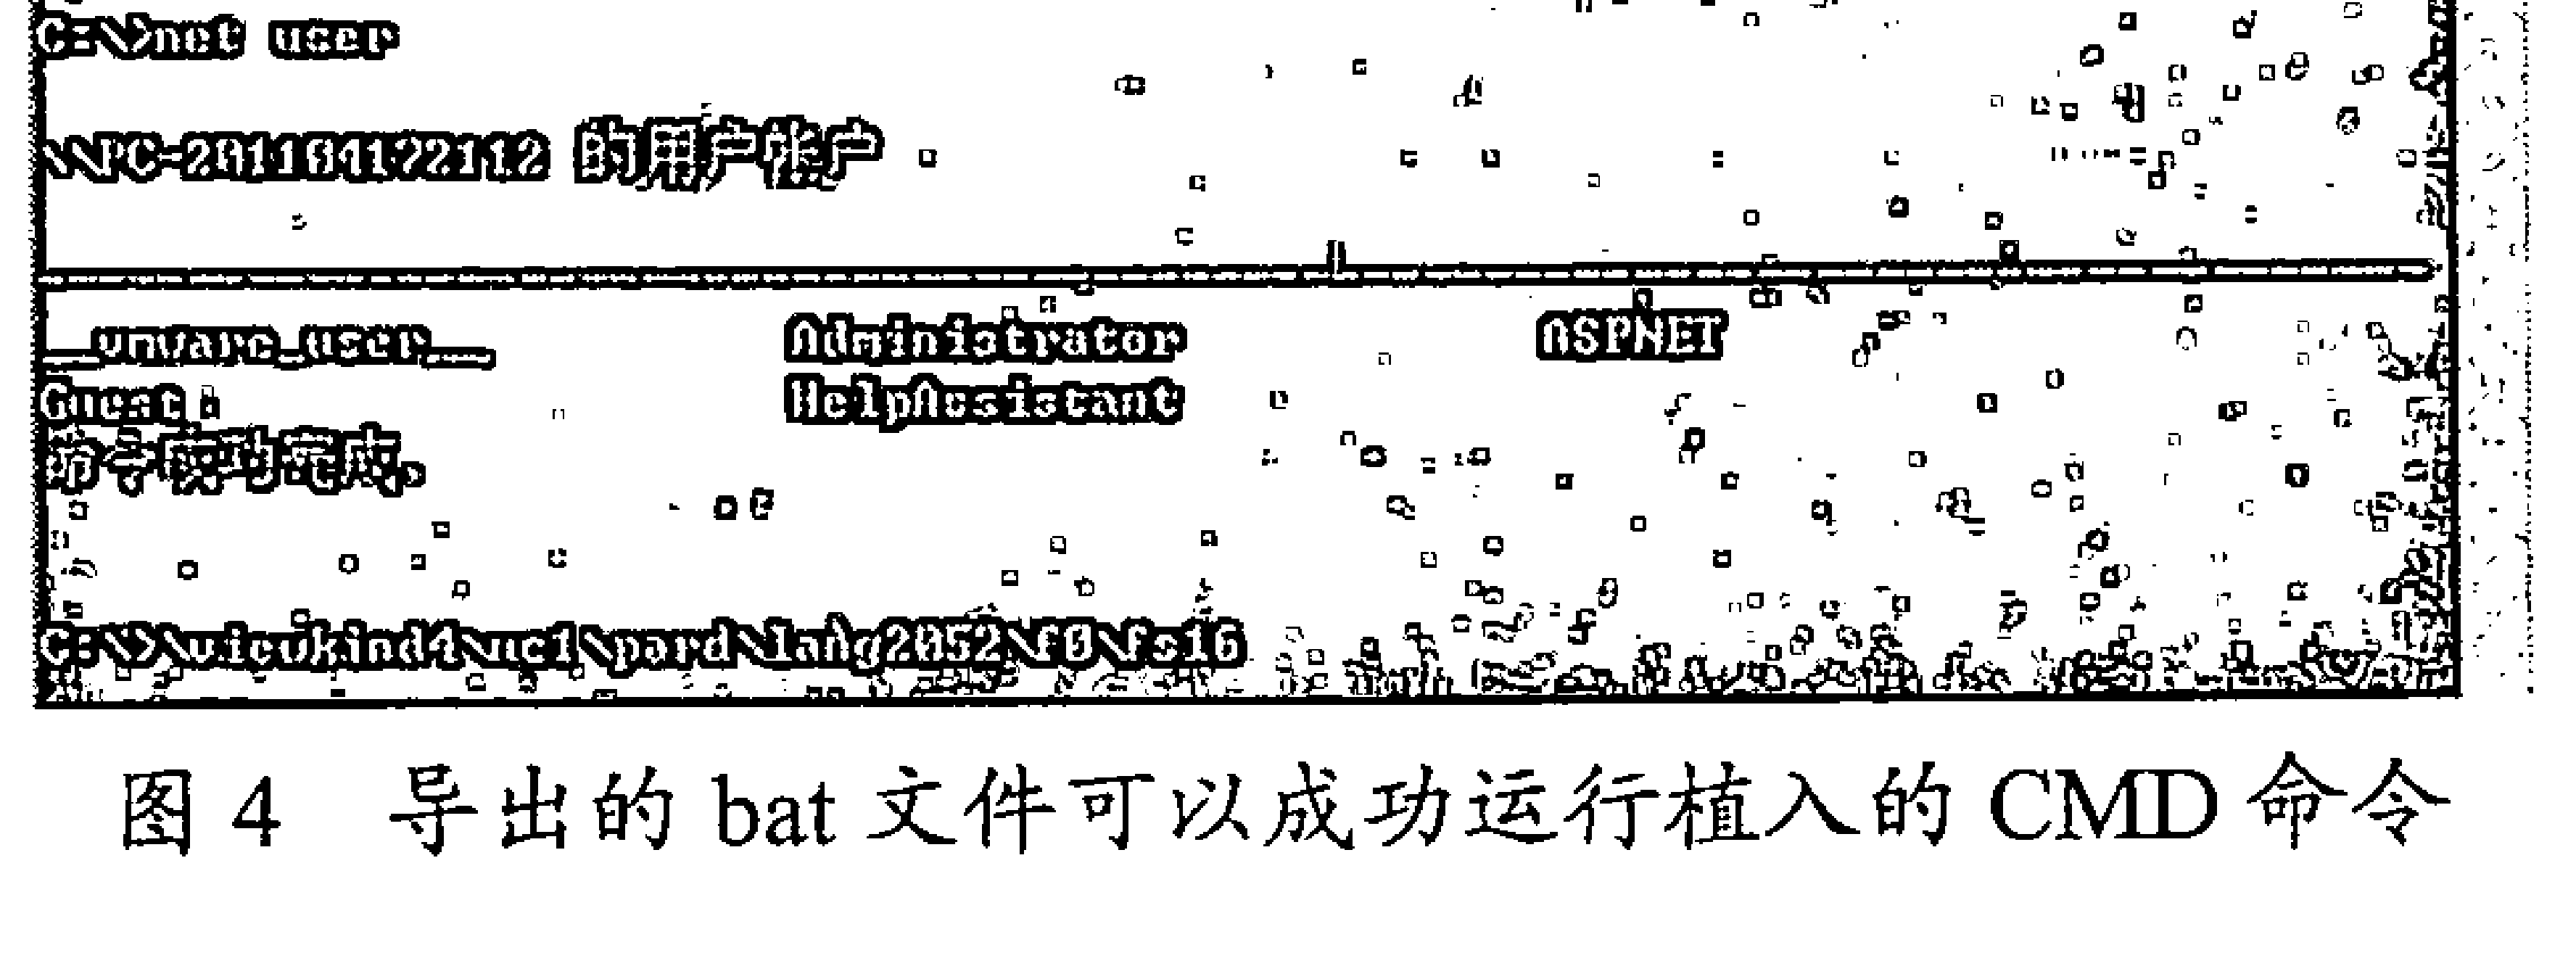 C:\>net user
\\PC-201104172112 的用户帐户
__vmware_user__ Administrator ASPNET
Guest HelpAssistant
命令成功完成。
C:\>\viewkind4\uc1\pard\lang2052\f0\fs16
图 4 导出的 bat 文件可以成功运行植入的 CMD 命令